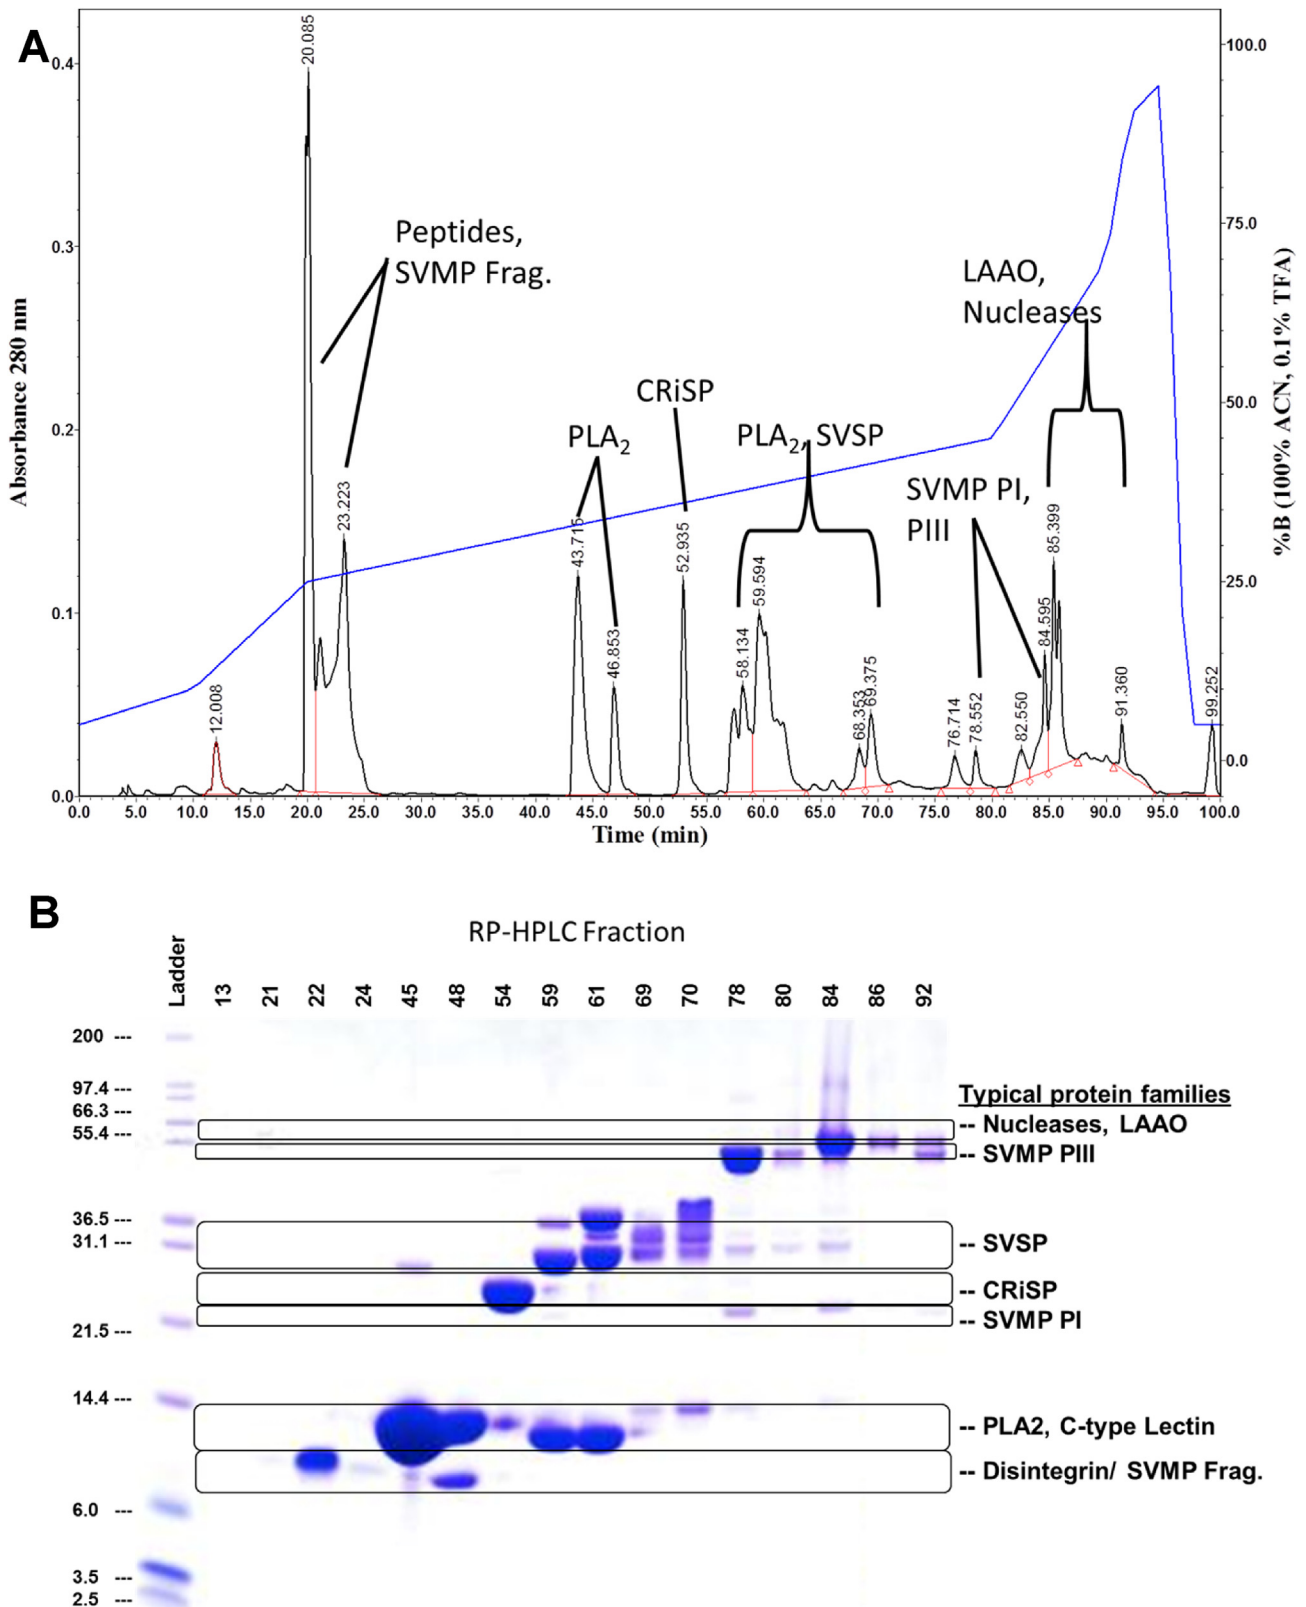 A
20.085
0.4
100.0
Peptides,
SVMP Frag.
0.3
75.0
LAAO,
Nucleases
CRiSP
PLA2
PLA2, SVSP
0.2
50.0
SVMP PI,
PIII
Absorbance 280 nm
%B (100% ACN, 0.1% TFA)
12.008
23.223
43.715
46.853
52.935
58.134
59.594
68.353
69.375
76.714
78.552
82.550
84.595
85.399
91.360
99.252
0.1
25.0
0.0
0.0
0.0 5.0 10.0 15.0 20.0 25.0 30.0 35.0 40.0 45.0 50.0 55.0 60.0 65.0 70.0 75.0 80.0 85.0 90.0 95.0 100.0
Time (min)
B
RP-HPLC Fraction
Ladder 13 21 22 24 45 48 54 59 61 69 70 78 80 84 86 92
200 ---
97.4 ---
66.3 ---
55.4 ---
36.5 ---
31.1 ---
21.5 ---
14.4 ---
6.0 ---
3.5 ---
2.5 ---
Typical protein families
-- Nucleases, LAAO
-- SVMP PIII
-- SVSP
-- CRiSP
-- SVMP PI
-- PLA2, C-type Lectin
-- Disintegrin/ SVMP Frag.